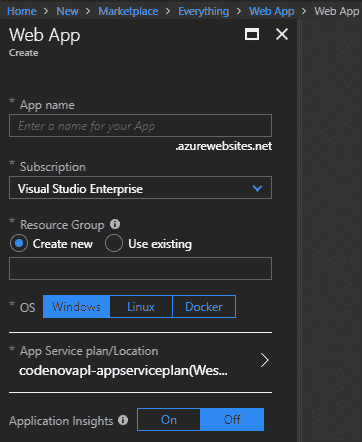 Home > New > Marketplace > Everything > Web App > Web App
Web App
Create
* App name
Enter a name for your App
.azurewebsites.net
* Subscription
Visual Studio Enterprise
* Resource Group
Create new Use existing
* OS Windows Linux Docker
* App Service plan/Location
codenovapl-appserviceplan(Wes...
Application Insights On Off